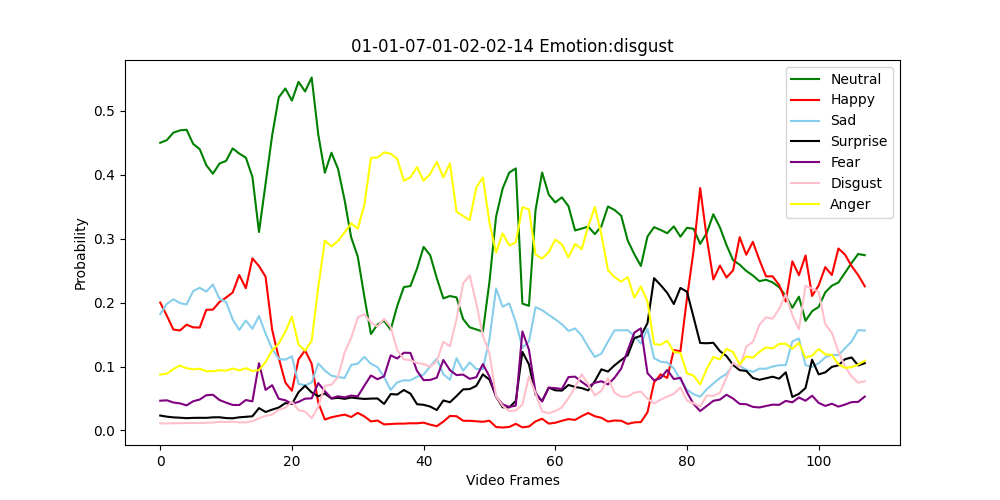 01-01-07-01-02-02-14 Emotion:disgust
Probability
0.5
0.4
0.3
0.2
0.1
0.0
0 20 40 60 80 100
Video Frames
Neutral
Happy
Sad
Surprise
Fear
Disgust
Anger